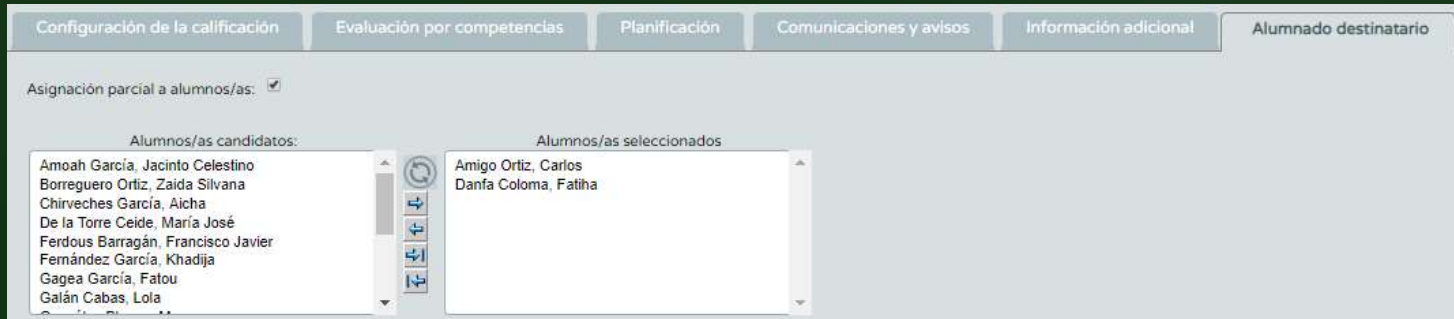 Configuración de la calificación Evaluación por competencias Planificación Comunicaciones y avisos Información adicional Alumnado destinatario
Asignación parcial a alumnos/as:
Alumnos/as candidatos:
Amoah García, Jacinto Celestino
Borreguero Ortiz, Zaida Silvana
Chirveches García, Aicha
De la Torre Ceide, María José
Ferdous Barragán, Francisco Javier
Fernández García, Khadija
Gagea García, Fatou
Galán Cabas, Lola
Alumnos/as seleccionados
Amigo Ortiz, Carlos
Danfa Coloma, Fatiha